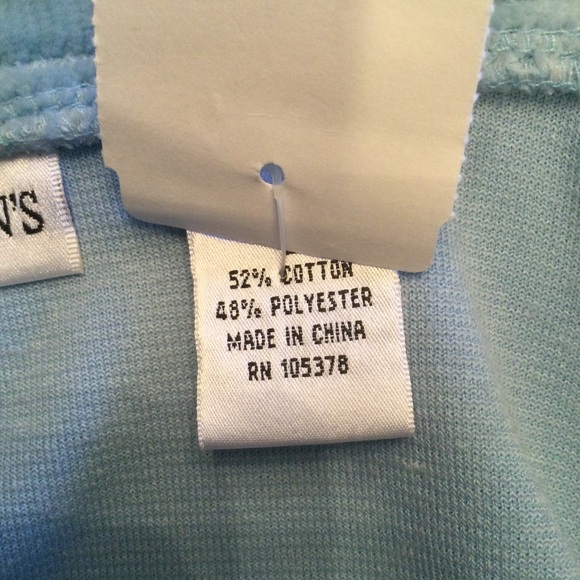 'S
52% COTTON
48% POLYESTER
MADE IN CHINA
RN 105378